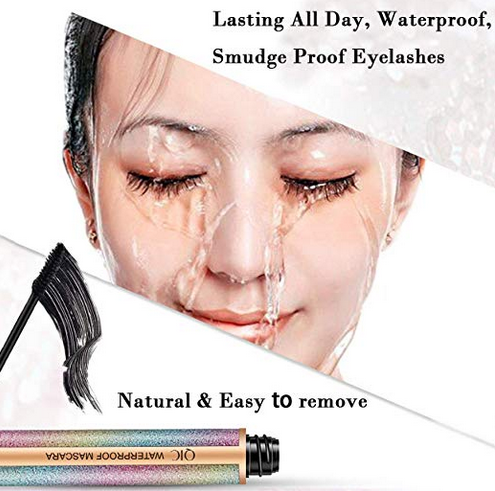 Lasting All Day, Waterproof,
Smudge Proof Eyelashes
Natural & Easy to remove
QIC WATERPROOF MASCARA